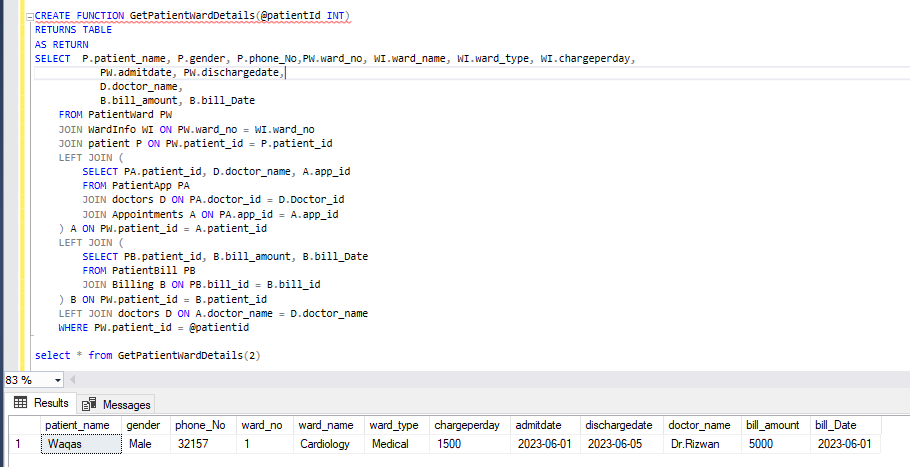 CREATE FUNCTION GetPatientWardDetails(@patientId INT)
RETURNS TABLE
AS RETURN
SELECT  P.patient_name, P.gender, P.phone_No,PW.ward_no, WI.ward_name, WI.ward_type, WI.chargeperday,
PW.admitdate, PW.dischargedate,
D.doctor_name,
B.bill_amount, B.bill_Date
FROM PatientWard PW
JOIN WardInfo WI ON PW.ward_no = WI.ward_no
JOIN patient P ON PW.patient_id = P.patient_id
LEFT JOIN (
SELECT PA.patient_id, D.doctor_name, A.app_id
FROM PatientApp PA
JOIN doctors D ON PA.doctor_id = D.Doctor_id
JOIN Appointments A ON PA.app_id = A.app_id
) A ON PW.patient_id = A.patient_id
LEFT JOIN (
SELECT PB.patient_id, B.bill_amount, B.bill_Date
FROM PatientBill PB
JOIN Billing B ON PB.bill_id = B.bill_id
) B ON PW.patient_id = B.patient_id
LEFT JOIN doctors D ON A.doctor_name = D.doctor_name
WHERE PW.patient_id = @patientid
select * from GetPatientWardDetails(2)
83 %
Results Messages
patient_name gender phone_No ward_no ward_name ward_type chargeperday admitdate dischargedate doctor_name bill_amount bill_Date
1 Waqas Male 32157 1 Cardiology Medical 1500 2023-06-01 2023-06-05 Dr.Rizwan 5000 2023-06-01